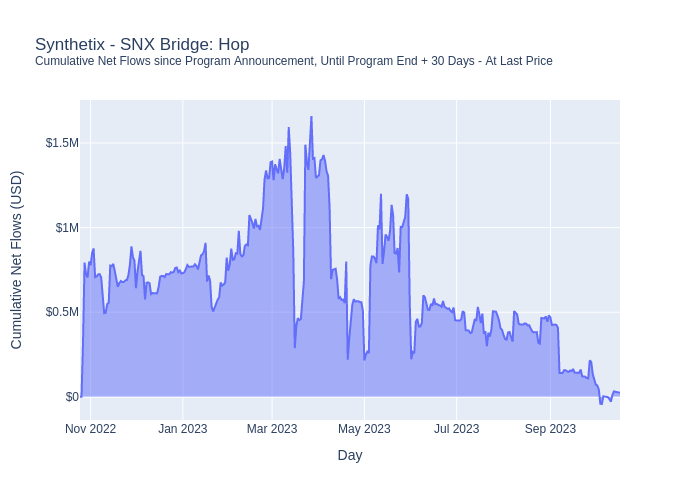 Synthetix - SNX Bridge: Hop
Cumulative Net Flows since Program Announcement, Until Program End + 30 Days - At Last Price
Cumulative Net Flows (USD)
$1.5M
$1M
$0.5M
$0
Nov 2022 Jan 2023 Mar 2023 May 2023 Jul 2023 Sep 2023
Day